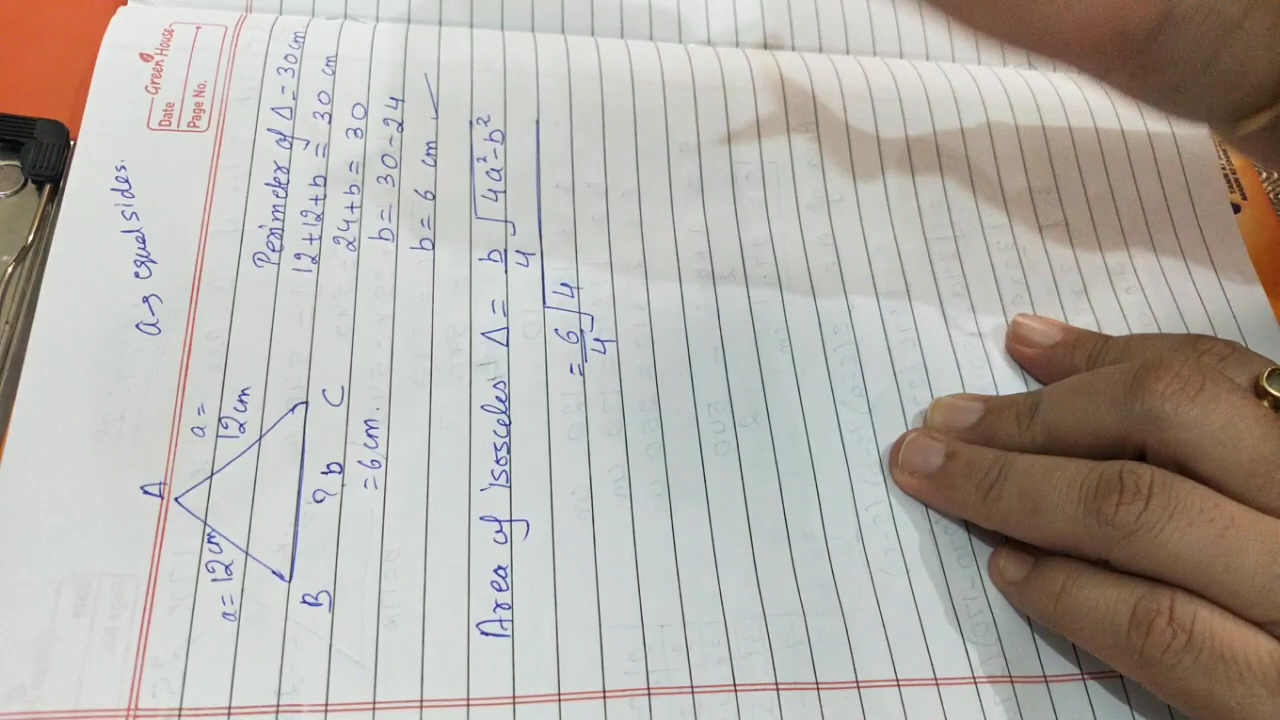 Green House
Date
Page No.
a → equal sides.
A
a = 12cm
a =
12cm
B ? b C
= 6cm.
Perimeter of Δ = 30cm
12+12+b = 30 cm
24+b = 30
b = 30-24
b = 6 cm ✓
Area of isosceles Δ = b/4 √4a²-b²
= 6/4 √4